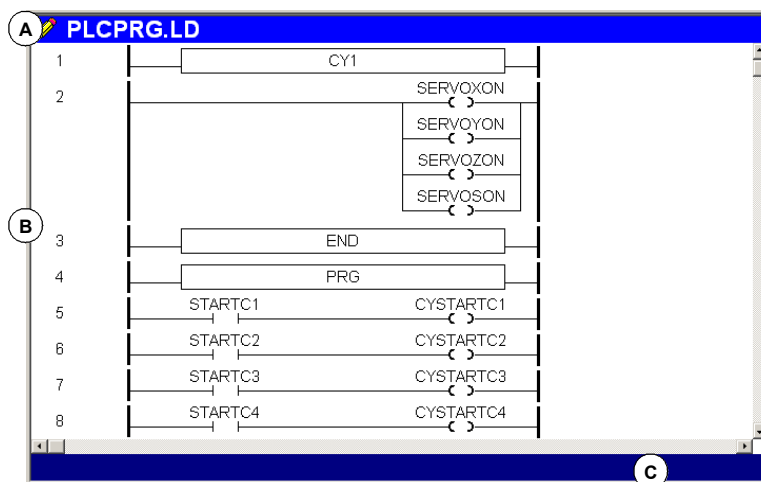 A PLCPRG.LD
1 CY1
2 SERVOXON
SERVOYON
SERVOZON
SERVOSON
B
3 END
4 PRG
5 STARTC1 CYSTARTC1
6 STARTC2 CYSTARTC2
7 STARTC3 CYSTARTC3
8 STARTC4 CYSTARTC4
C